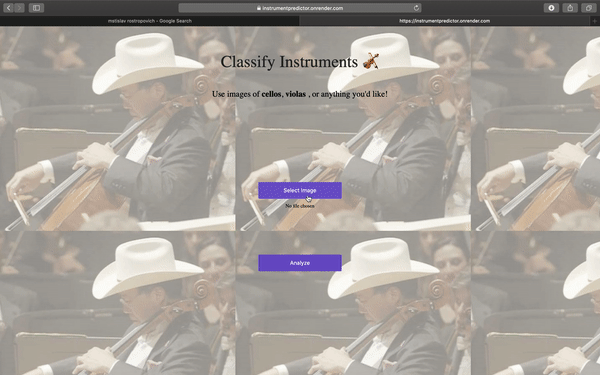 instrumentpredictor.onrender.com
mstislav rostropovich - Google Search
https://instrumentpredictor.onrender.com
Classify Instruments 🎻
Use images of cellos, violas , or anything you'd like!
Select Image
No file chosen
Analyze